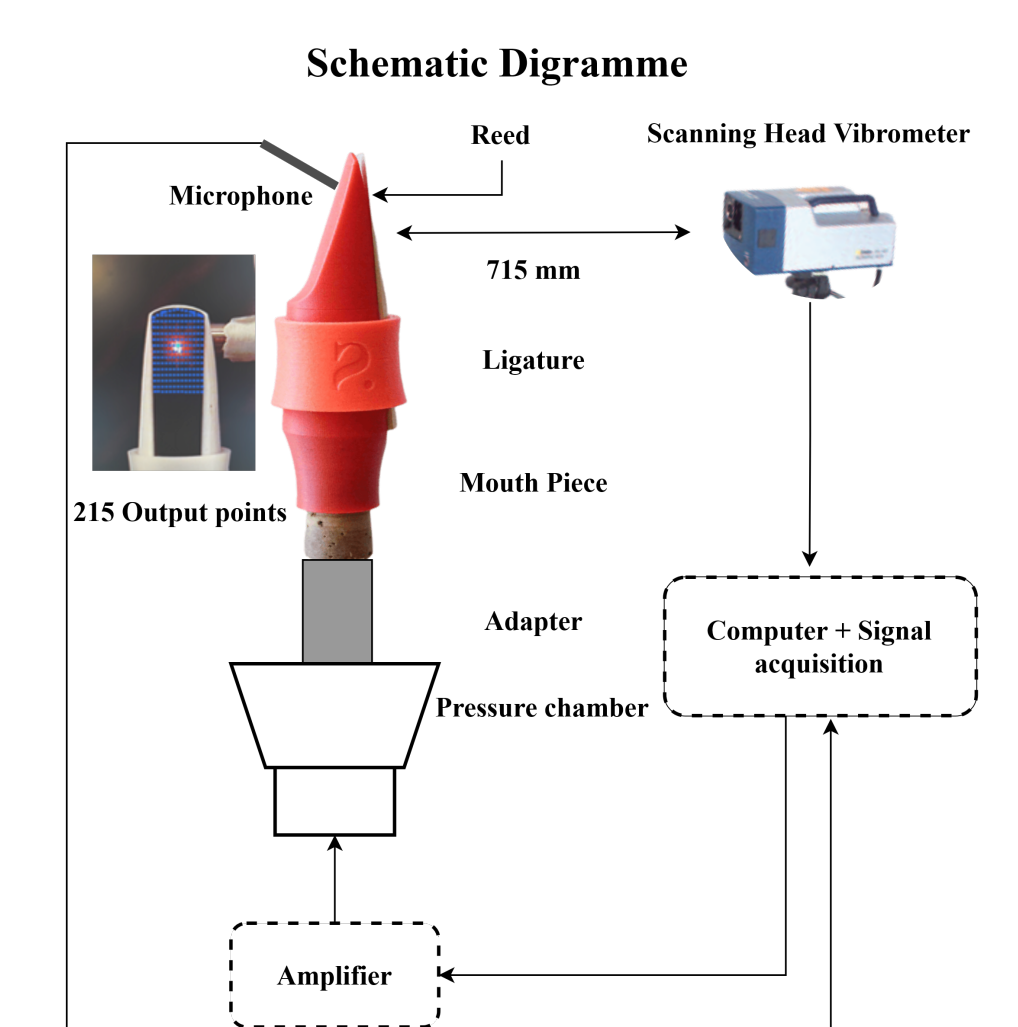 Schematic Digramme
Reed
Scanning Head Vibrometer
Microphone
715 mm
Ligature
Mouth Piece
215 Output points
Adapter
Computer + Signal
acquisition
Pressure chamber
Amplifier